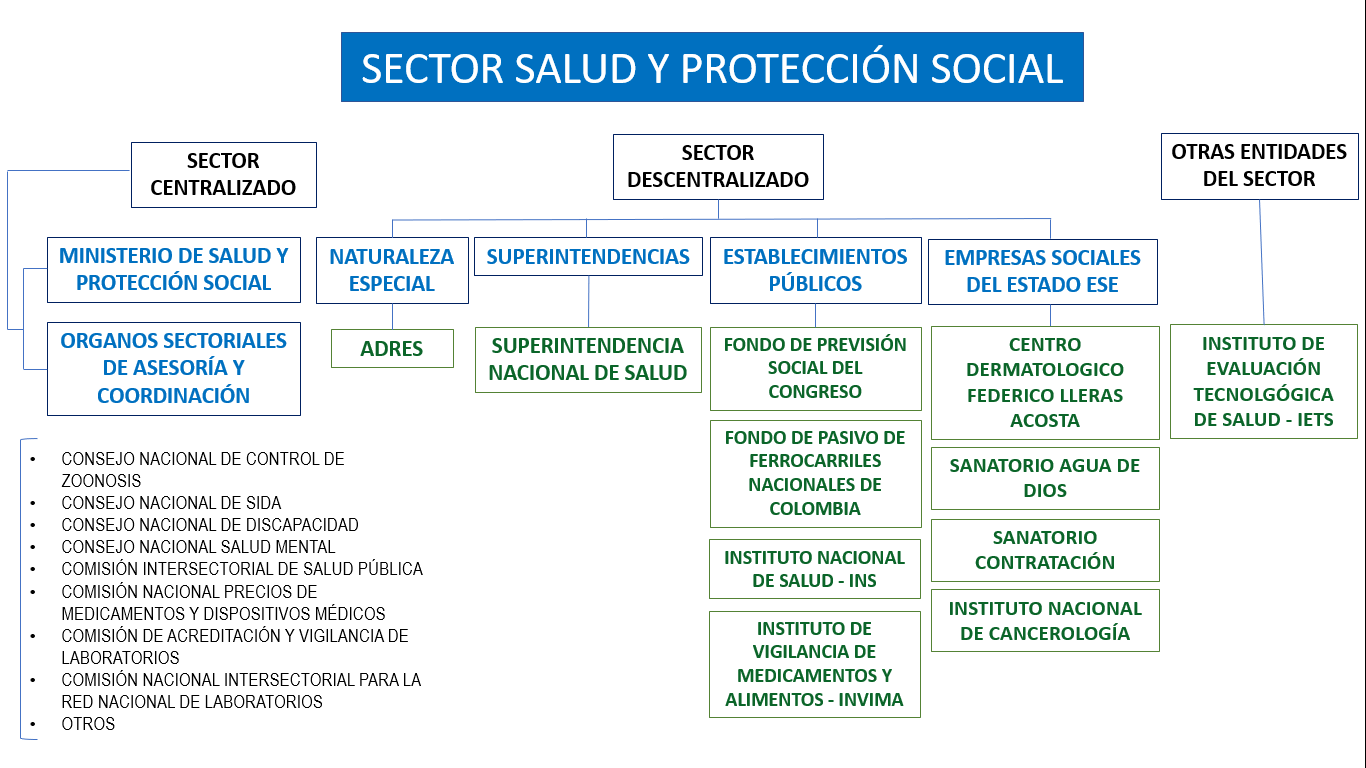 SECTOR SALUD Y PROTECCIÓN SOCIAL
SECTOR
CENTRALIZADO
SECTOR
DESCENTRALIZADO
OTRAS ENTIDADES
DEL SECTOR
MINISTERIO DE SALUD Y
PROTECCIÓN SOCIAL
ORGANOS SECTORIALES
DE ASESORÍA Y
COORDINACIÓN
• CONSEJO NACIONAL DE CONTROL DE
ZOONOSIS
• CONSEJO NACIONAL DE SIDA
• CONSEJO NACIONAL DE DISCAPACIDAD
• CONSEJO NACIONAL SALUD MENTAL
• COMISIÓN INTERSECTORIAL DE SALUD PÚBLICA
• COMISIÓN NACIONAL PRECIOS DE
MEDICAMENTOS Y DISPOSITIVOS MÉDICOS
• COMISIÓN DE ACREDITACIÓN Y VIGILANCIA DE
LABORATORIOS
• COMISIÓN NACIONAL INTERSECTORIAL PARA LA
RED NACIONAL DE LABORATORIOS
• OTROS
NATURALEZA
ESPECIAL
ADRES
SUPERINTENDENCIAS
SUPERINTENDENCIA
NACIONAL DE SALUD
ESTABLECIMIENTOS
PÚBLICOS
FONDO DE PREVISIÓN
SOCIAL DEL
CONGRESO
FONDO DE PASIVO DE
FERROCARRILES
NACIONALES DE
COLOMBIA
INSTITUTO NACIONAL
DE SALUD - INS
INSTITUTO DE
VIGILANCIA DE
MEDICAMENTOS Y
ALIMENTOS - INVIMA
EMPRESAS SOCIALES
DEL ESTADO ESE
CENTRO
DERMATOLOGICO
FEDERICO LLERAS
ACOSTA
SANATORIO AGUA DE
DIOS
SANATORIO
CONTRATACIÓN
INSTITUTO NACIONAL
DE CANCEROLOGÍA
INSTITUTO DE
EVALUACIÓN
TECNOLGÓGICA
DE SALUD - IETS